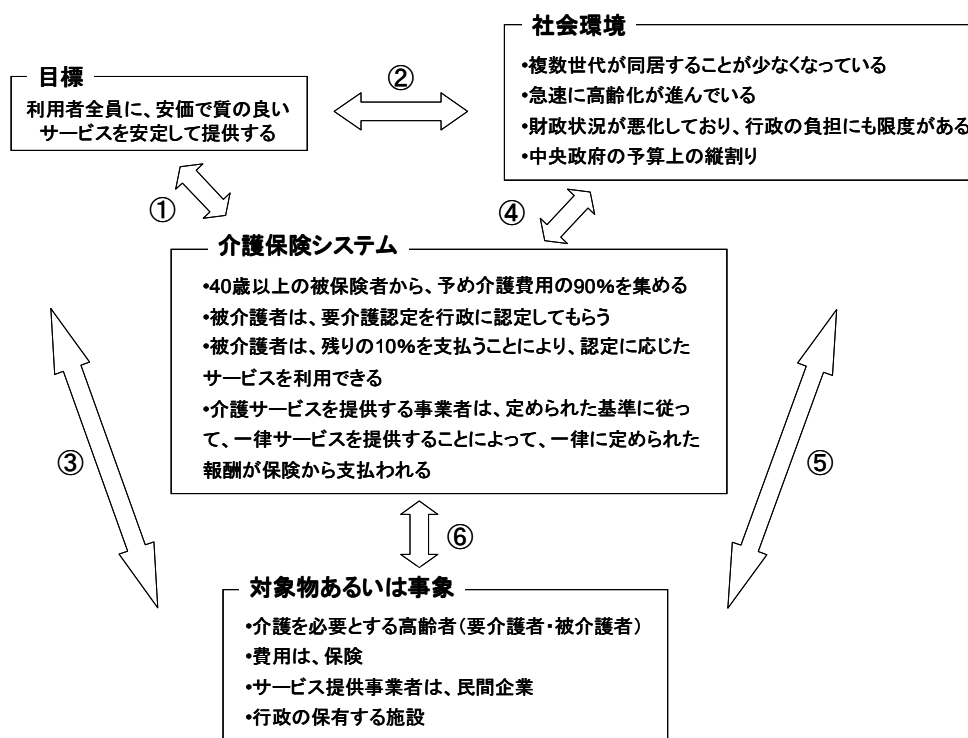 目標
利用者全員に、安価で質の良い
サービスを安定して提供する
②
社会環境
•複数世代が同居することが少なくなっている
•急速に高齢化が進んでいる
•財政状況が悪化しており、行政の負担にも限度がある
•中央政府の予算上の縦割り
①
④
介護保険システム
•40歳以上の被保険者から、予め介護費用の90%を集める
•被介護者は、要介護認定を行政に認定してもらう
•被介護者は、残りの10%を支払うことにより、認定に応じた
サービスを利用できる
•介護サービスを提供する事業者は、定められた基準に従っ
て、一律サービスを提供することによって、一律に定められた
報酬が保険から支払われる
③
⑤
⑥
対象物あるいは事象
•介護を必要とする高齢者(要介護者・被介護者)
•費用は、保険
•サービス提供事業者は、民間企業
•行政の保有する施設